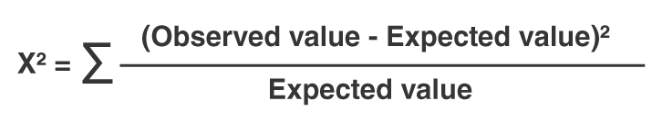 (Observed value - Expected value)²
X² = ∑
Expected value